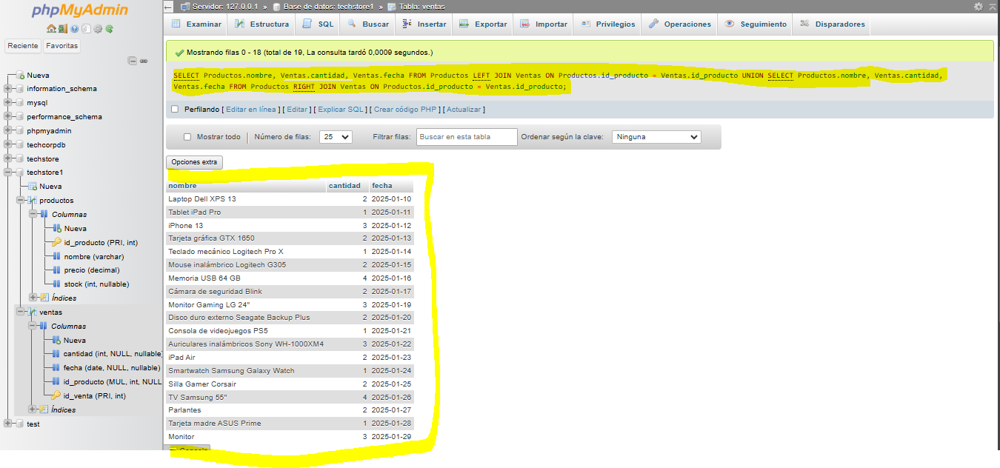 phpMyAdmin
Reciente Favoritas
Nueva
information_schema
mysql
performance_schema
phpmyadmin
techcorpdb
techstore
techstore1
Nueva
productos
Columnas
Nueva
id_producto (PRI, int)
nombre (varchar)
precio (decimal)
stock (int, nullable)
Índices
ventas
Columnas
Nueva
cantidad (int, NULL, nullable)
fecha (date, NULL, nullable)
id_producto (MUL, int, NULL
id_venta (PRI, int)
Índices
test
Servidor: 127.0.0.1 » Base de datos: techstore1 » Tabla: ventas
Examinar Estructura SQL Buscar Insertar Exportar Importar Privilegios Operaciones Seguimiento Disparadores
Mostrando filas 0 - 18 (total de 19, La consulta tardó 0,0009 segundos.)
SELECT Productos.nombre, Ventas.cantidad, Ventas.fecha FROM Productos LEFT JOIN Ventas ON Productos.id_producto = Ventas.id_producto UNION SELECT Productos.nombre, Ventas.cantidad,
Ventas.fecha FROM Productos RIGHT JOIN Ventas ON Productos.id_producto = Ventas.id_producto;
Perfilando [ Editar en línea ] [ Editar ] [ Explicar SQL ] [ Crear código PHP ] [ Actualizar ]
Mostrar todo Número de filas: 25 Filtrar filas: Buscar en esta tabla Ordenar según la clave: Ninguna
Opciones extra
nombre cantidad fecha
Laptop Dell XPS 13 2 2025-01-10
Tablet iPad Pro 1 2025-01-11
iPhone 13 3 2025-01-12
Tarjeta gráfica GTX 1650 2 2025-01-13
Teclado mecánico Logitech Pro X 1 2025-01-14
Mouse inalámbrico Logitech G305 2 2025-01-15
Memoria USB 64 GB 4 2025-01-16
Cámara de seguridad Blink 2 2025-01-17
Monitor Gaming LG 24" 3 2025-01-19
Disco duro externo Seagate Backup Plus 2 2025-01-20
Consola de videojuegos PS5 1 2025-01-21
Auriculares inalámbricos Sony WH-1000XM4 3 2025-01-22
iPad Air 2 2025-01-23
Smartwatch Samsung Galaxy Watch 1 2025-01-24
Silla Gamer Corsair 2 2025-01-25
TV Samsung 55" 4 2025-01-26
Parlantes 2 2025-01-27
Tarjeta madre ASUS Prime 1 2025-01-28
Monitor 3 2025-01-29
Consola